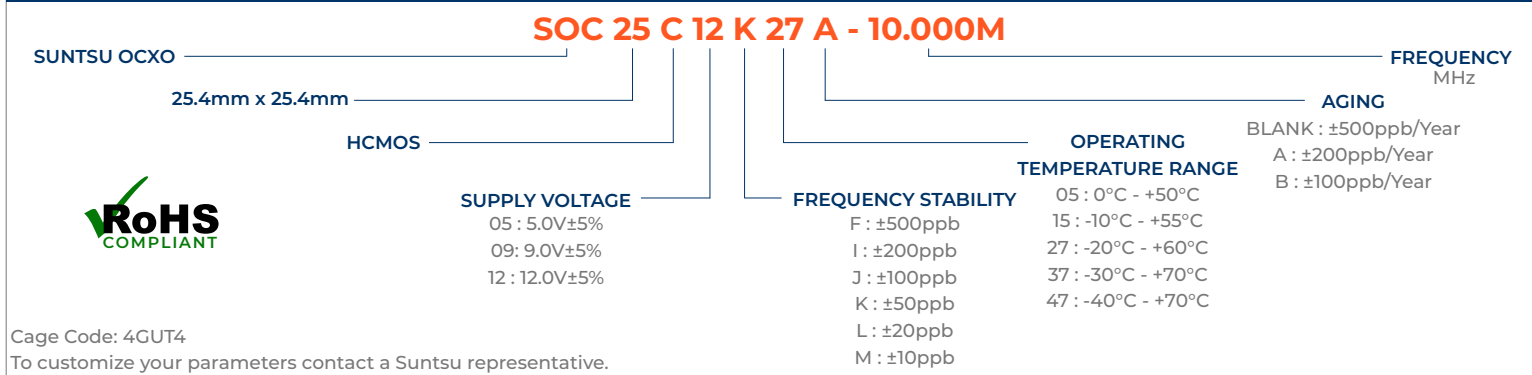 SOC 25 C 12 K 27 A - 10.000M
SUNTSU OCXO
25.4mm x 25.4mm
HCMOS
SUPPLY VOLTAGE
05 : 5.0V±5%
09: 9.0V±5%
12 : 12.0V±5%
FREQUENCY STABILITY
F : ±500ppb
I : ±200ppb
J : ±100ppb
K : ±50ppb
L : ±20ppb
M : ±10ppb
OPERATING
TEMPERATURE RANGE
05 : 0°C - +50°C
15 : -10°C - +55°C
27 : -20°C - +60°C
37 : -30°C - +70°C
47 : -40°C - +70°C
AGING
BLANK : ±500ppb/Year
A : ±200ppb/Year
B : ±100ppb/Year
FREQUENCY
MHz
RoHS
COMPLIANT
Cage Code: 4GUT4
To customize your parameters contact a Suntsu representative.